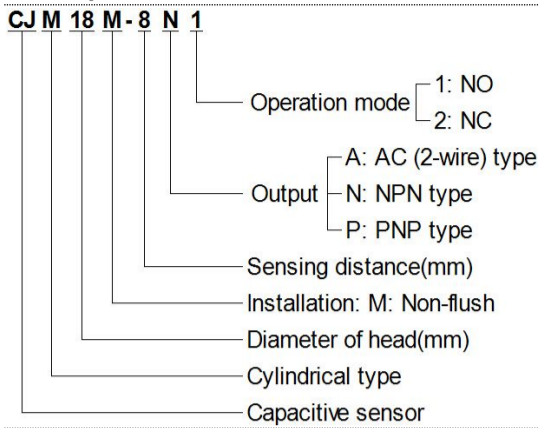 CJ M 18 M - 8 N 1
1: NO
Operation mode
2: NC
A: AC (2-wire) type
Output N: NPN type
P: PNP type
Sensing distance(mm)
Installation: M: Non-flush
Diameter of head(mm)
Cylindrical type
Capacitive sensor